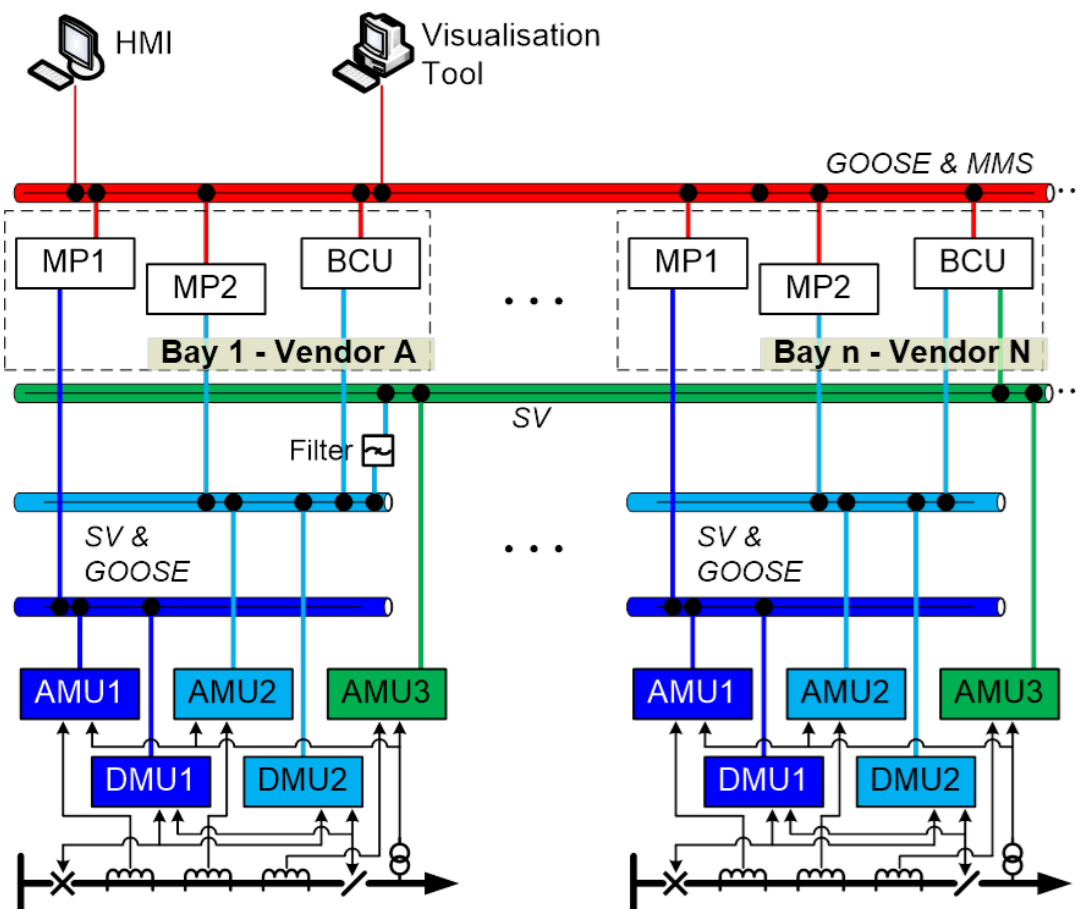 HMI
Visualisation
Tool
GOOSE & MMS
MP1
MP2
BCU
MP1
MP2
BCU
. . .
Bay 1 - Vendor A
Bay n - Vendor N
SV
Filter
SV &
GOOSE
. . .
SV &
GOOSE
AMU1
AMU2
AMU3
AMU1
AMU2
AMU3
DMU1
DMU2
DMU1
DMU2